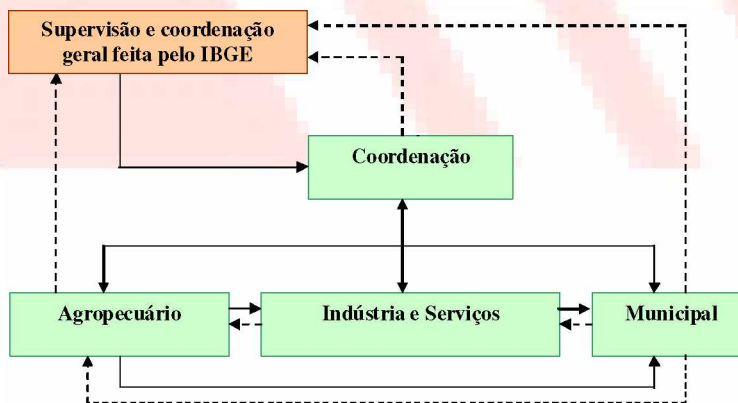 Supervisão e coordenação
geral feita pelo IBGE
Coordenação
Agropecuário
Indústria e Serviços
Municipal